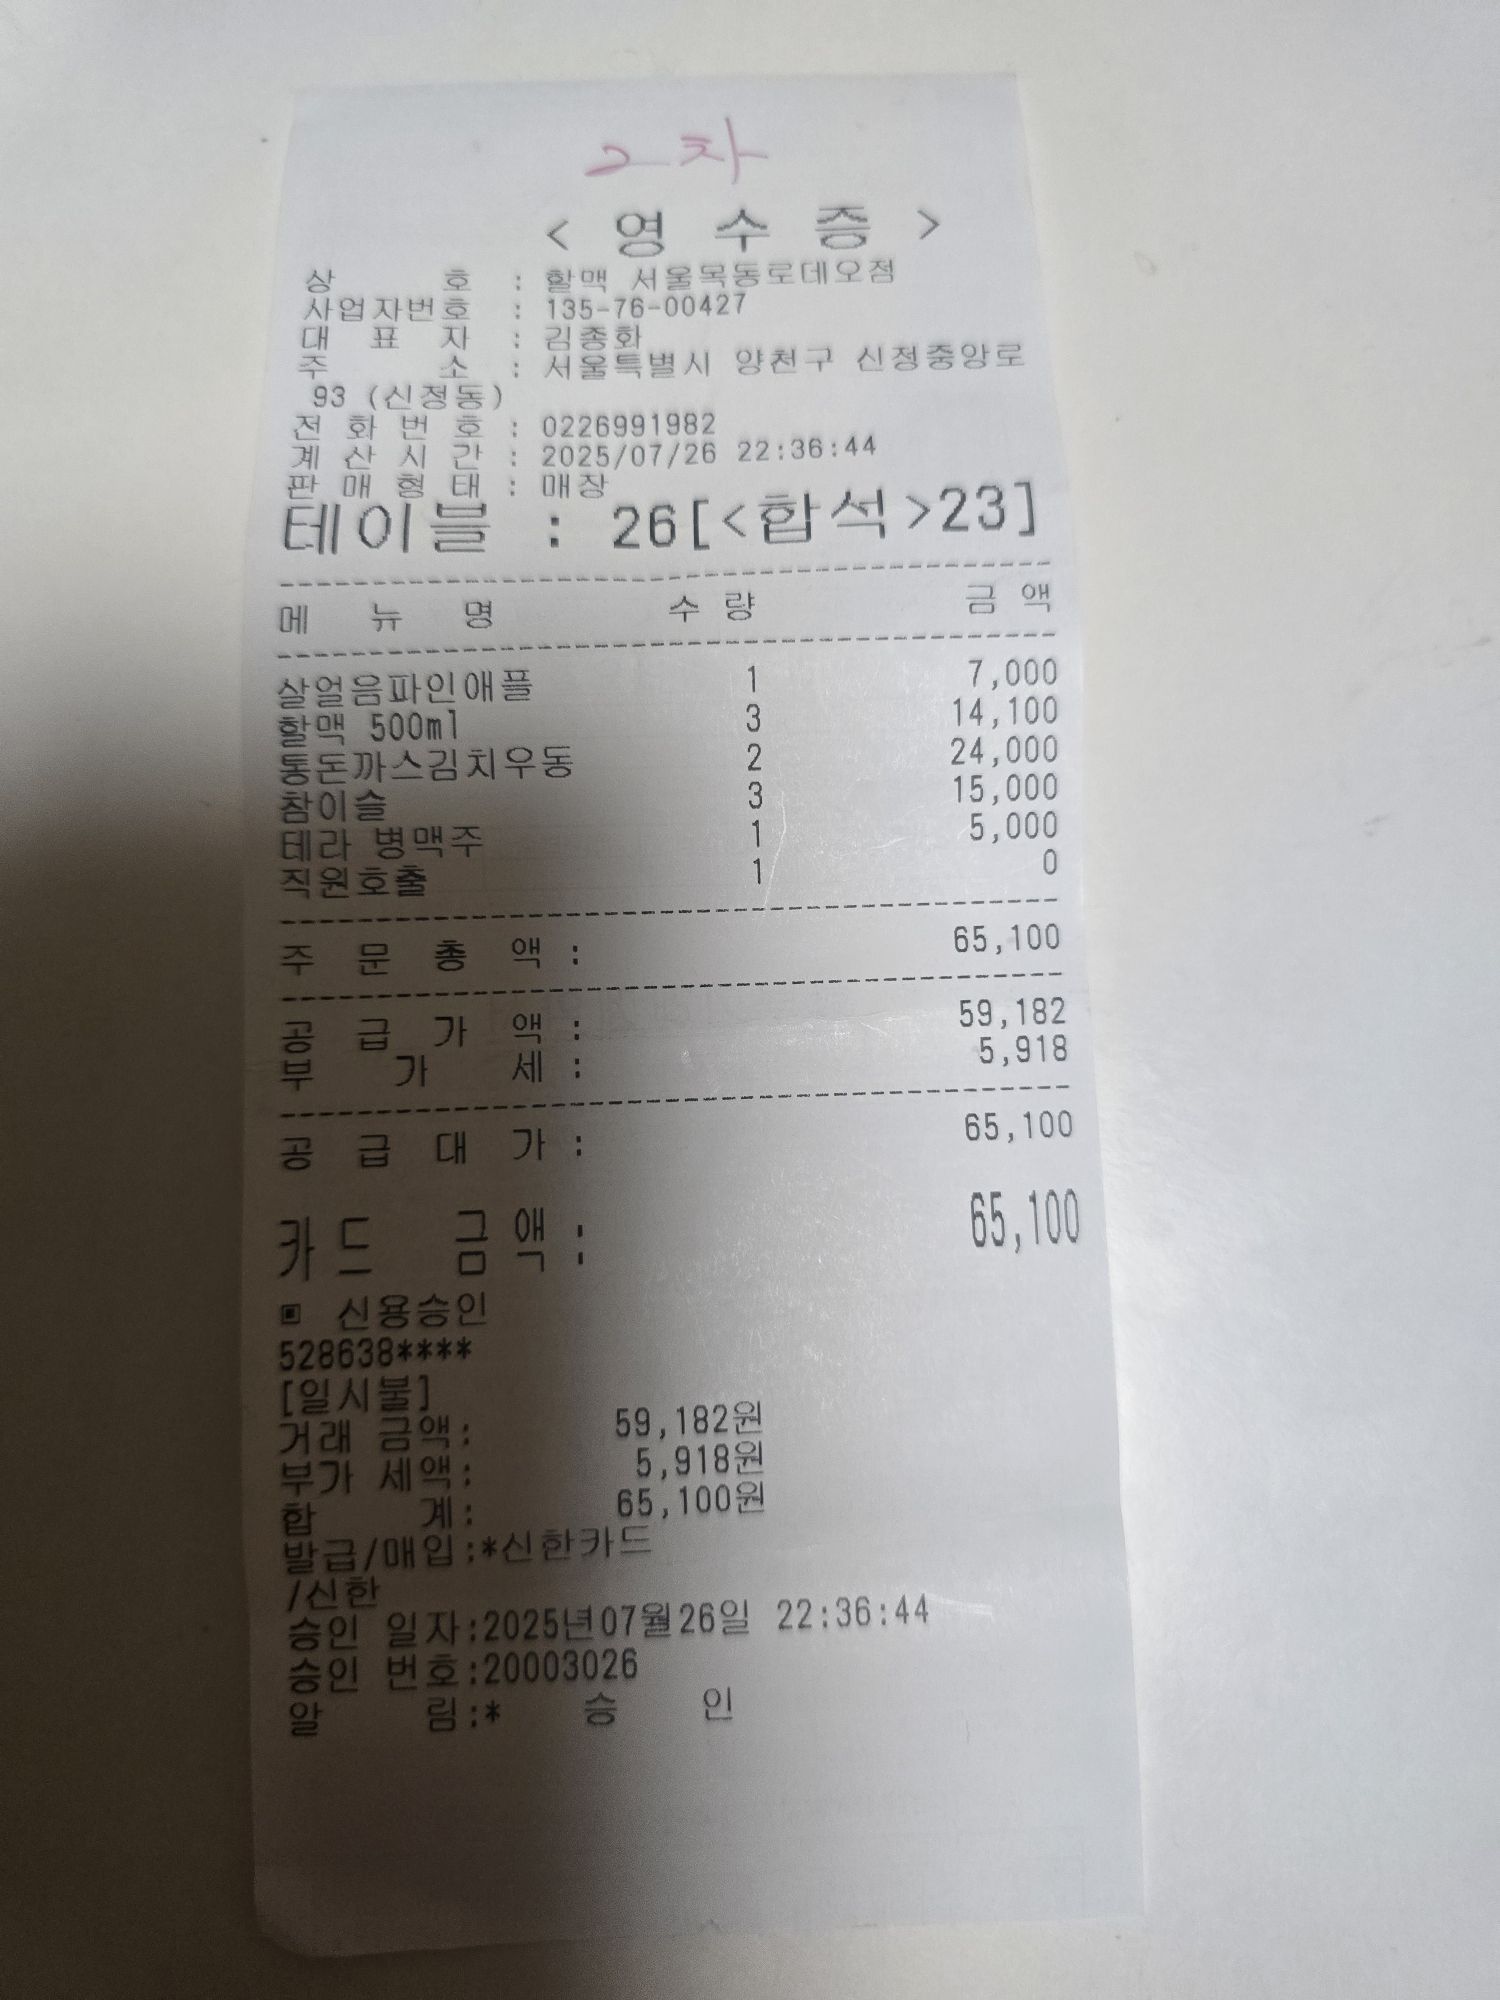 2차
< 영 수 증 >
상 호 : 할맥 서울목동로데오점
사업자번호 : 135-76-00427
대 표 자 : 김종화
주 소 : 서울특별시 양천구 신정중앙로
93 (신정동)
전 화 번 호 : 0226991982
계 산 시 간 : 2025/07/26 22:36:44
판 매 형 태 : 매장
테이블 : 26[<합석>23]
메 뉴 명 수 량 금 액
살얼음파인애플 1 7,000
할맥 500ml 3 14,100
통돈까스김치우동 2 24,000
참이슬 3 15,000
테라 병맥주 1 5,000
직원호출 1 0
주 문 총 액 : 65,100
공 급 가 액 : 59,182
부 가 세 : 5,918
공 급 대 가 : 65,100
카드 금액 : 65,100
▣ 신용승인
528638****
[일시불]
거래 금액: 59,182원
부가 세액: 5,918원
합 계: 65,100원
발급/매입:*신한카드
/신한
승인 일자:2025년07월26일 22:36:44
승인 번호:20003026
알 림:* 승 인